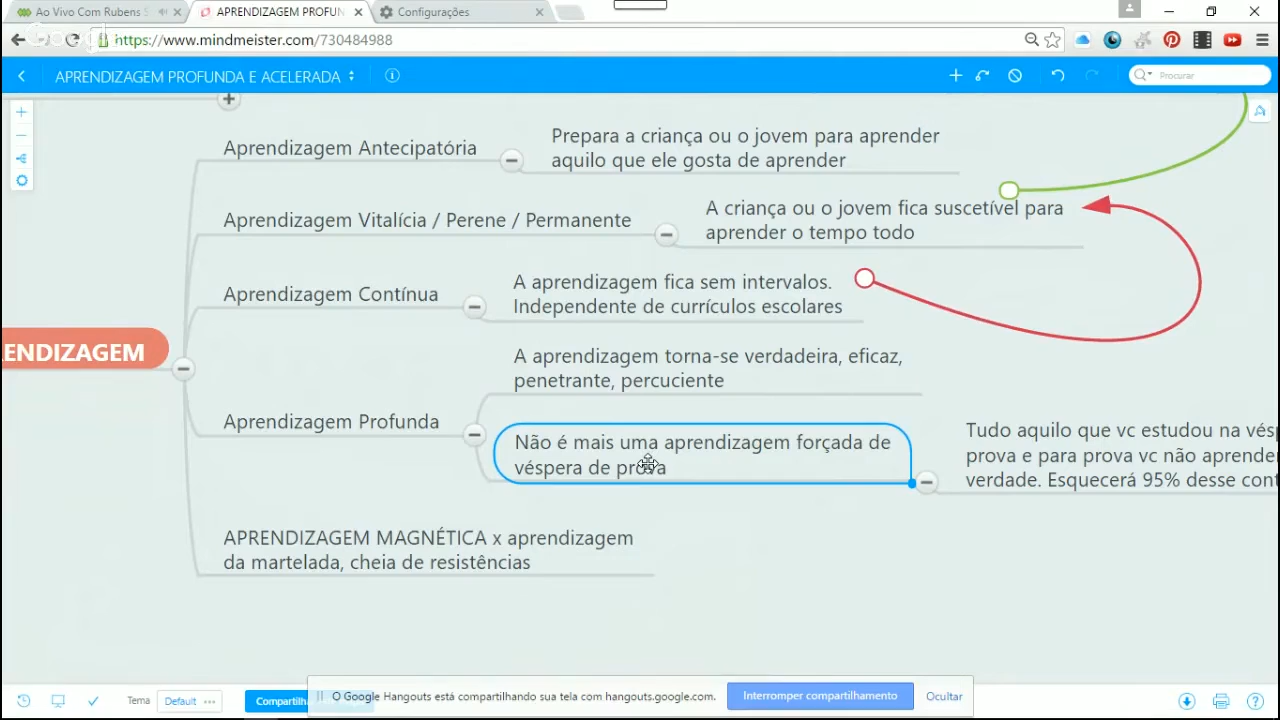 Ao Vivo Com Rubens
APRENDIZAGEM PROFUN
Configurações
https://www.mindmeister.com/730484988
APRENDIZAGEM PROFUNDA E ACELERADA
Procurar
Aprendizagem Antecipatória
Prepara a criança ou o jovem para aprender
aquilo que ele gosta de aprender
Aprendizagem Vitalícia / Perene / Permanente
A criança ou o jovem fica suscetível para
aprender o tempo todo
Aprendizagem Contínua
A aprendizagem fica sem intervalos.
Independente de currículos escolares
ENDIZAGEM
A aprendizagem torna-se verdadeira, eficaz,
penetrante, percuciente
Aprendizagem Profunda
Não é mais uma aprendizagem forçada de
véspera de prova
Tudo aquilo que vc estudou na vés
prova e para prova vc não aprender
verdade. Esquecerá 95% desse cont
APRENDIZAGEM MAGNÉTICA x aprendizagem
da martelada, cheia de resistências
Tema
Default
Compartilh
O Google Hangouts está compartilhando sua tela com hangouts.google.com.
Interromper compartilhamento
Ocultar